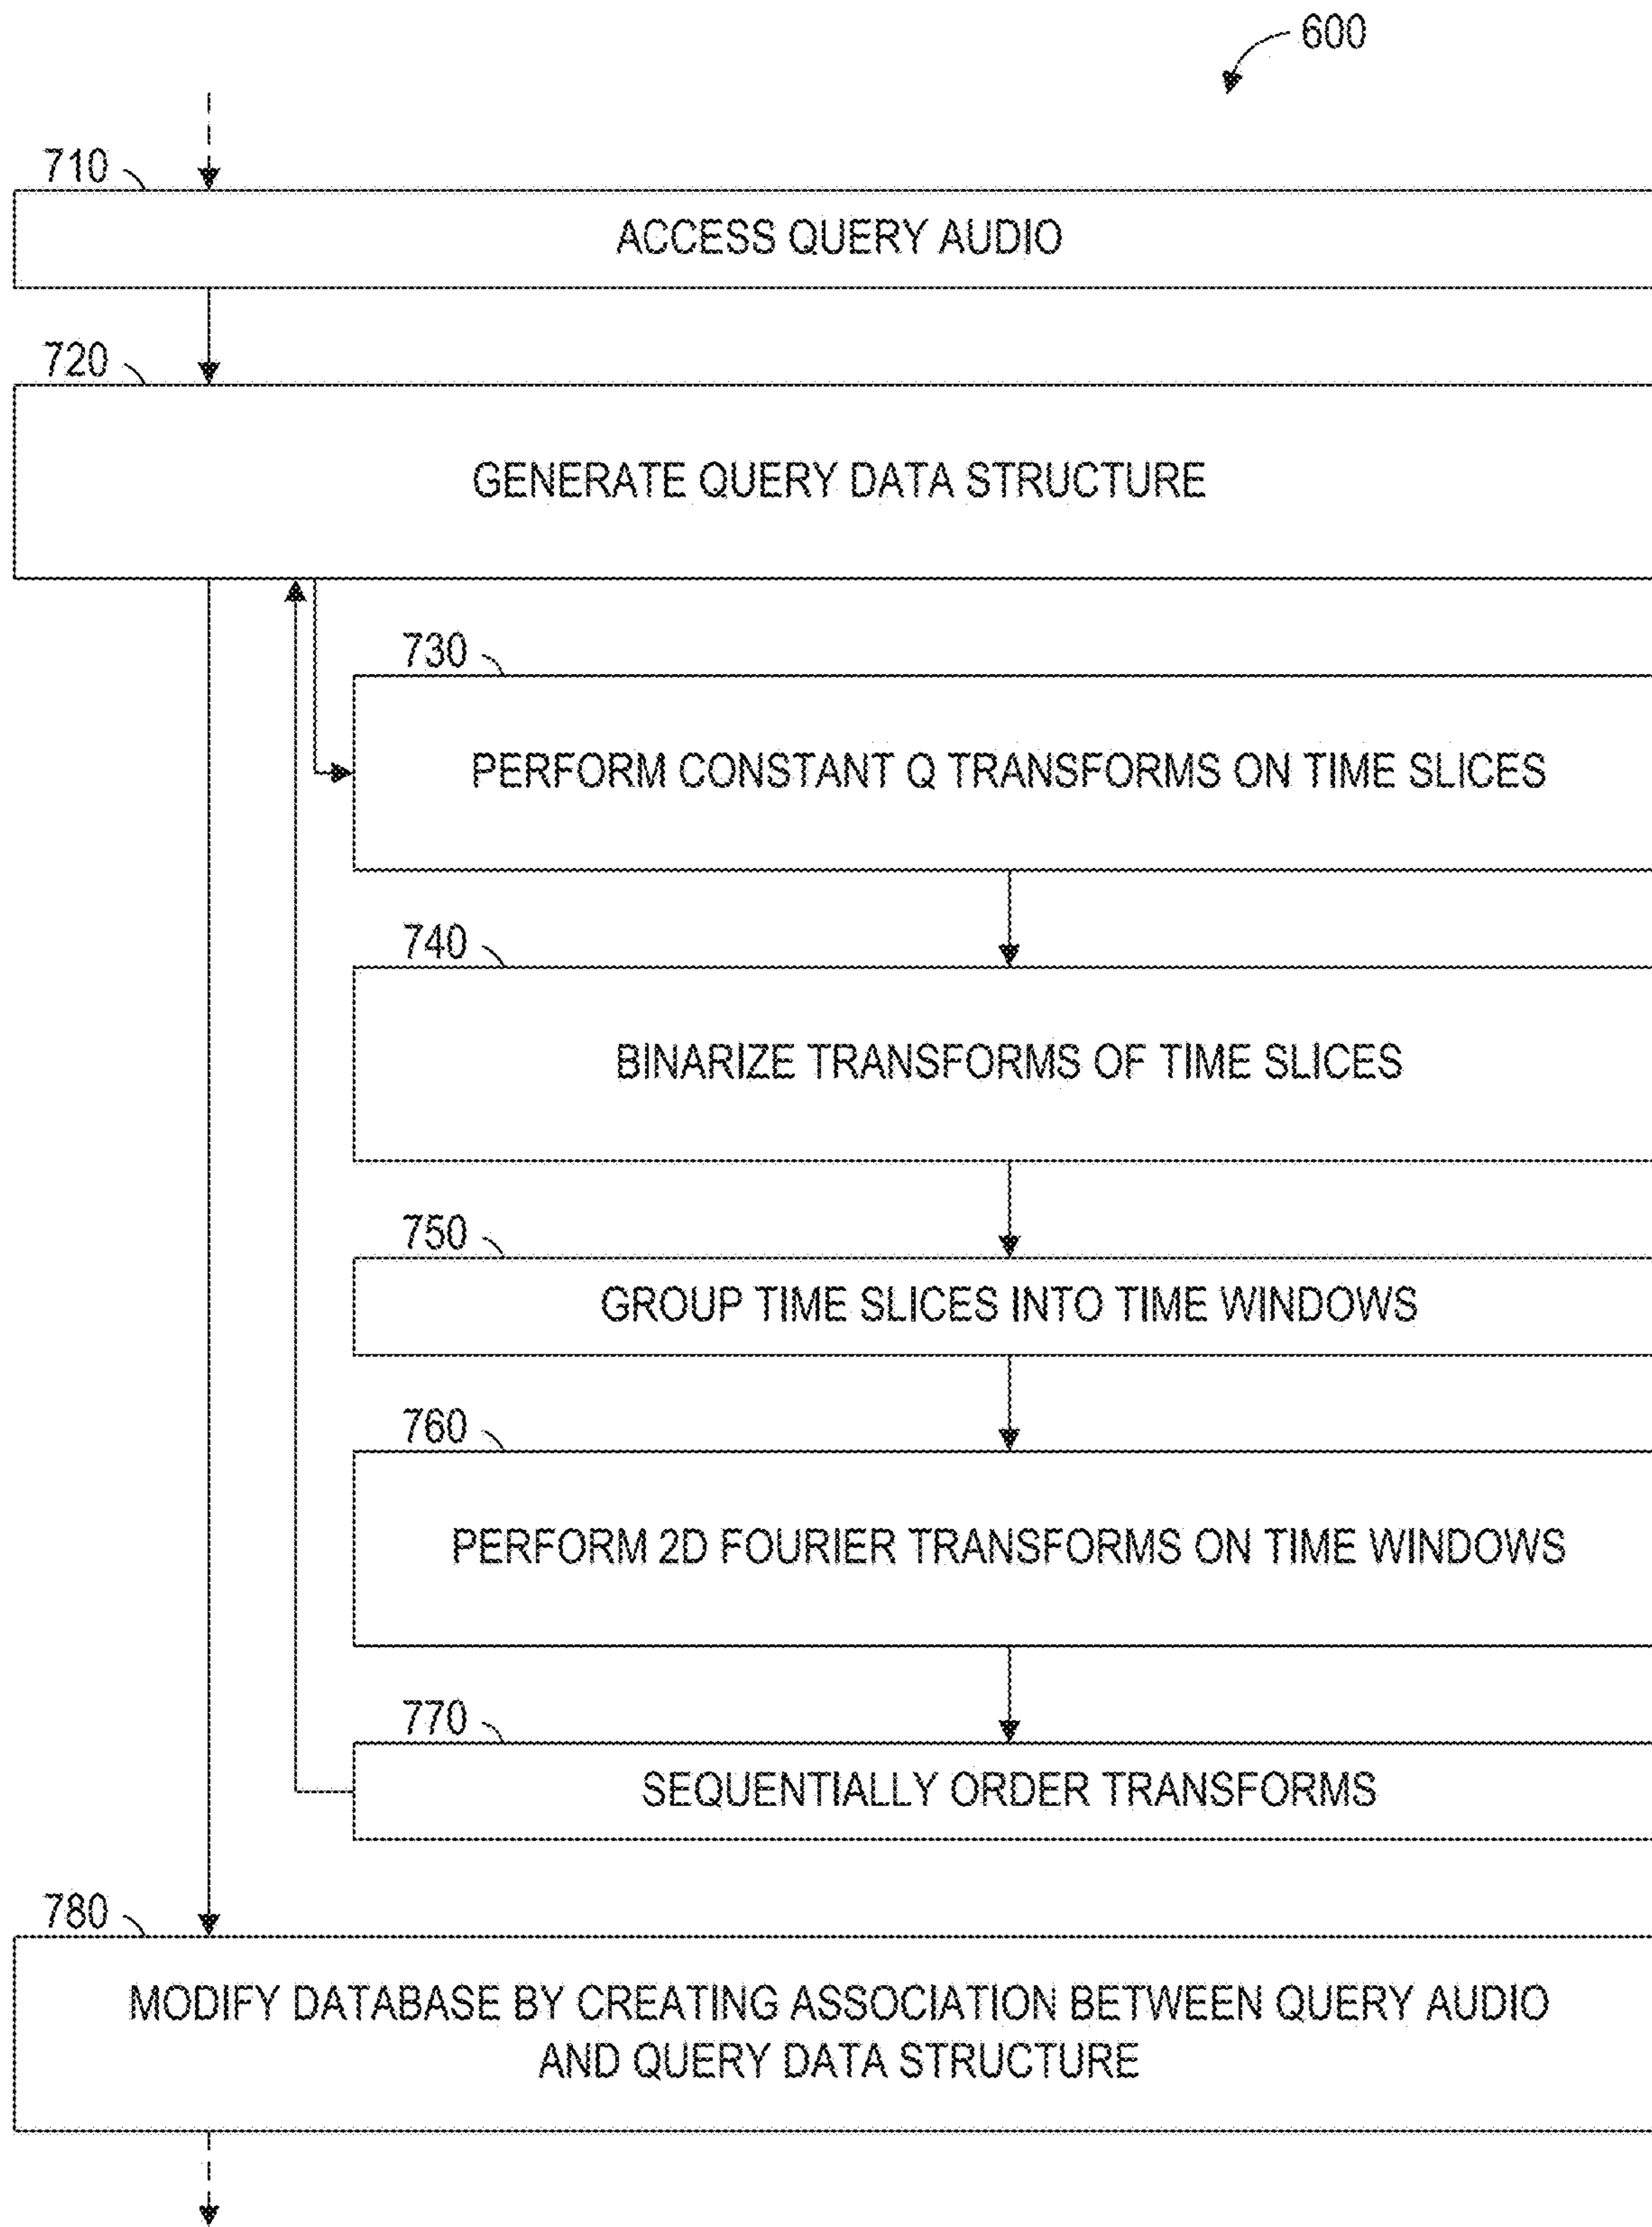 600
710
ACCESS QUERY AUDIO
720
GENERATE QUERY DATA STRUCTURE
730
PERFORM CONSTANT Q TRANSFORMS ON TIME SLICES
740
BINARIZE TRANSFORMS OF TIME SLICES
750
GROUP TIME SLICES INTO TIME WINDOWS
760
PERFORM 2D FOURIER TRANSFORMS ON TIME WINDOWS
770
SEQUENTIALLY ORDER TRANSFORMS
780
MODIFY DATABASE BY CREATING ASSOCIATION BETWEEN QUERY AUDIO
AND QUERY DATA STRUCTURE